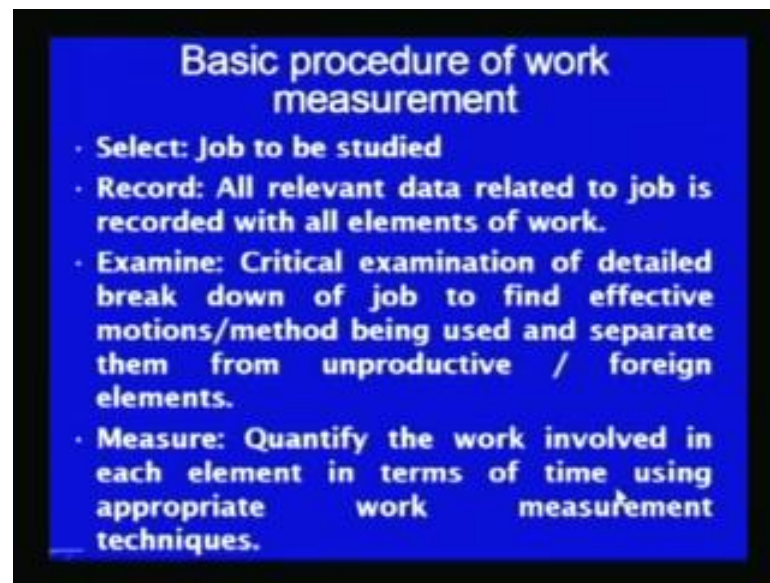 Basic procedure of work
measurement
· Select: Job to be studied
· Record: All relevant data related to job is
recorded with all elements of work.
· Examine: Critical examination of detailed
break down of job to find effective
motions/method being used and separate
them from unproductive / foreign
elements.
· Measure: Quantify the work involved in
each element in terms of time using
appropriate work measurement
techniques.